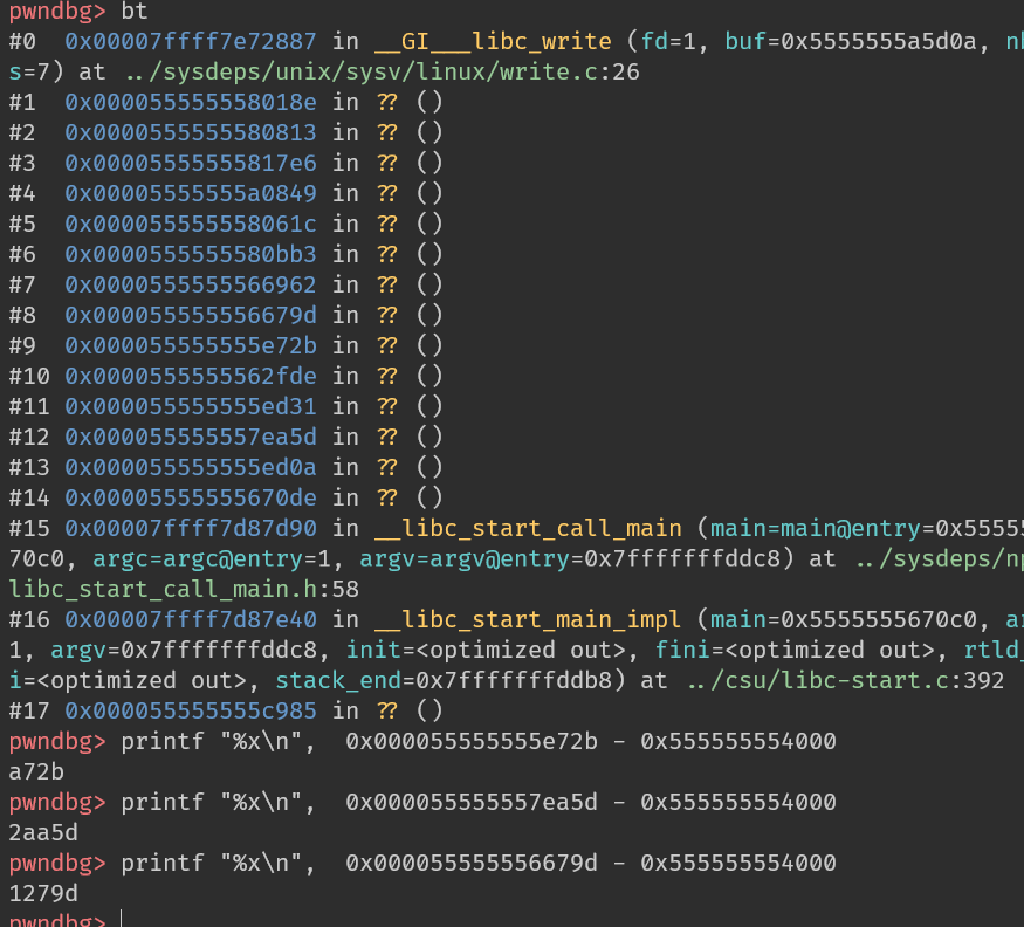 pwndbg> bt
#0  0x00007ffff7e72887 in __GI___libc_write (fd=1, buf=0x5555555a5d0a, nb
s=7) at ../sysdeps/unix/sysv/linux/write.c:26
#1  0x000055555558018e in ?? ()
#2  0x0000555555580813 in ?? ()
#3  0x00005555555817e6 in ?? ()
#4  0x00005555555a0849 in ?? ()
#5  0x000055555558061c in ?? ()
#6  0x0000555555580bb3 in ?? ()
#7  0x0000555555566962 in ?? ()
#8  0x000055555556679d in ?? ()
#9  0x000055555555e72b in ?? ()
#10 0x0000555555562fde in ?? ()
#11 0x000055555555ed31 in ?? ()
#12 0x000055555557ea5d in ?? ()
#13 0x000055555555ed0a in ?? ()
#14 0x00005555555670de in ?? ()
#15 0x00007ffff7d87d90 in __libc_start_call_main (main=main@entry=0x55555
70c0, argc=argc@entry=1, argv=argv@entry=0x7fffffffddc8) at ../sysdeps/np
libc_start_call_main.h:58
#16 0x00007ffff7d87e40 in __libc_start_main_impl (main=0x5555555670c0, ar
1, argv=0x7fffffffddc8, init=<optimized out>, fini=<optimized out>, rtld_
i=<optimized out>, stack_end=0x7fffffffddb8) at ../csu/libc-start.c:392
#17 0x000055555555c985 in ?? ()
pwndbg> printf "%x\n",  0x000055555555e72b - 0x555555554000
a72b
pwndbg> printf "%x\n",  0x000055555557ea5d - 0x555555554000
2aa5d
pwndbg> printf "%x\n",  0x000055555556679d - 0x555555554000
1279d
pwndbg>